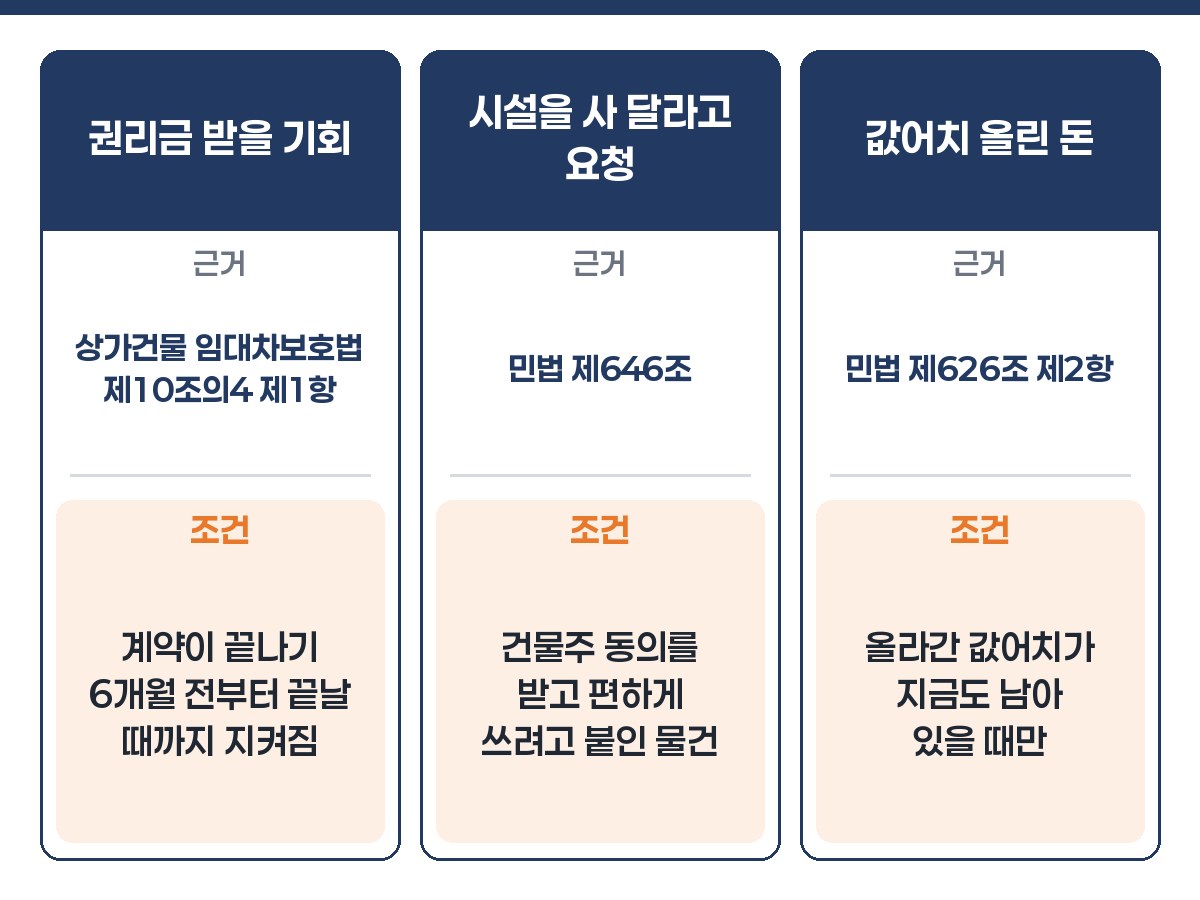 권리금 받을 기회
근거
상가건물 임대차보호법
제10조의4 제1항
조건
계약이 끝나기
6개월 전부터 끝날
때까지 지켜짐
시설을 사 달라고
요청
근거
민법 제646조
조건
건물주 동의를
받고 편하게
쓰려고 붙인 물건
값어치 올린 돈
근거
민법 제626조 제2항
조건
올라간 값어치가
지금도 남아
있을 때만